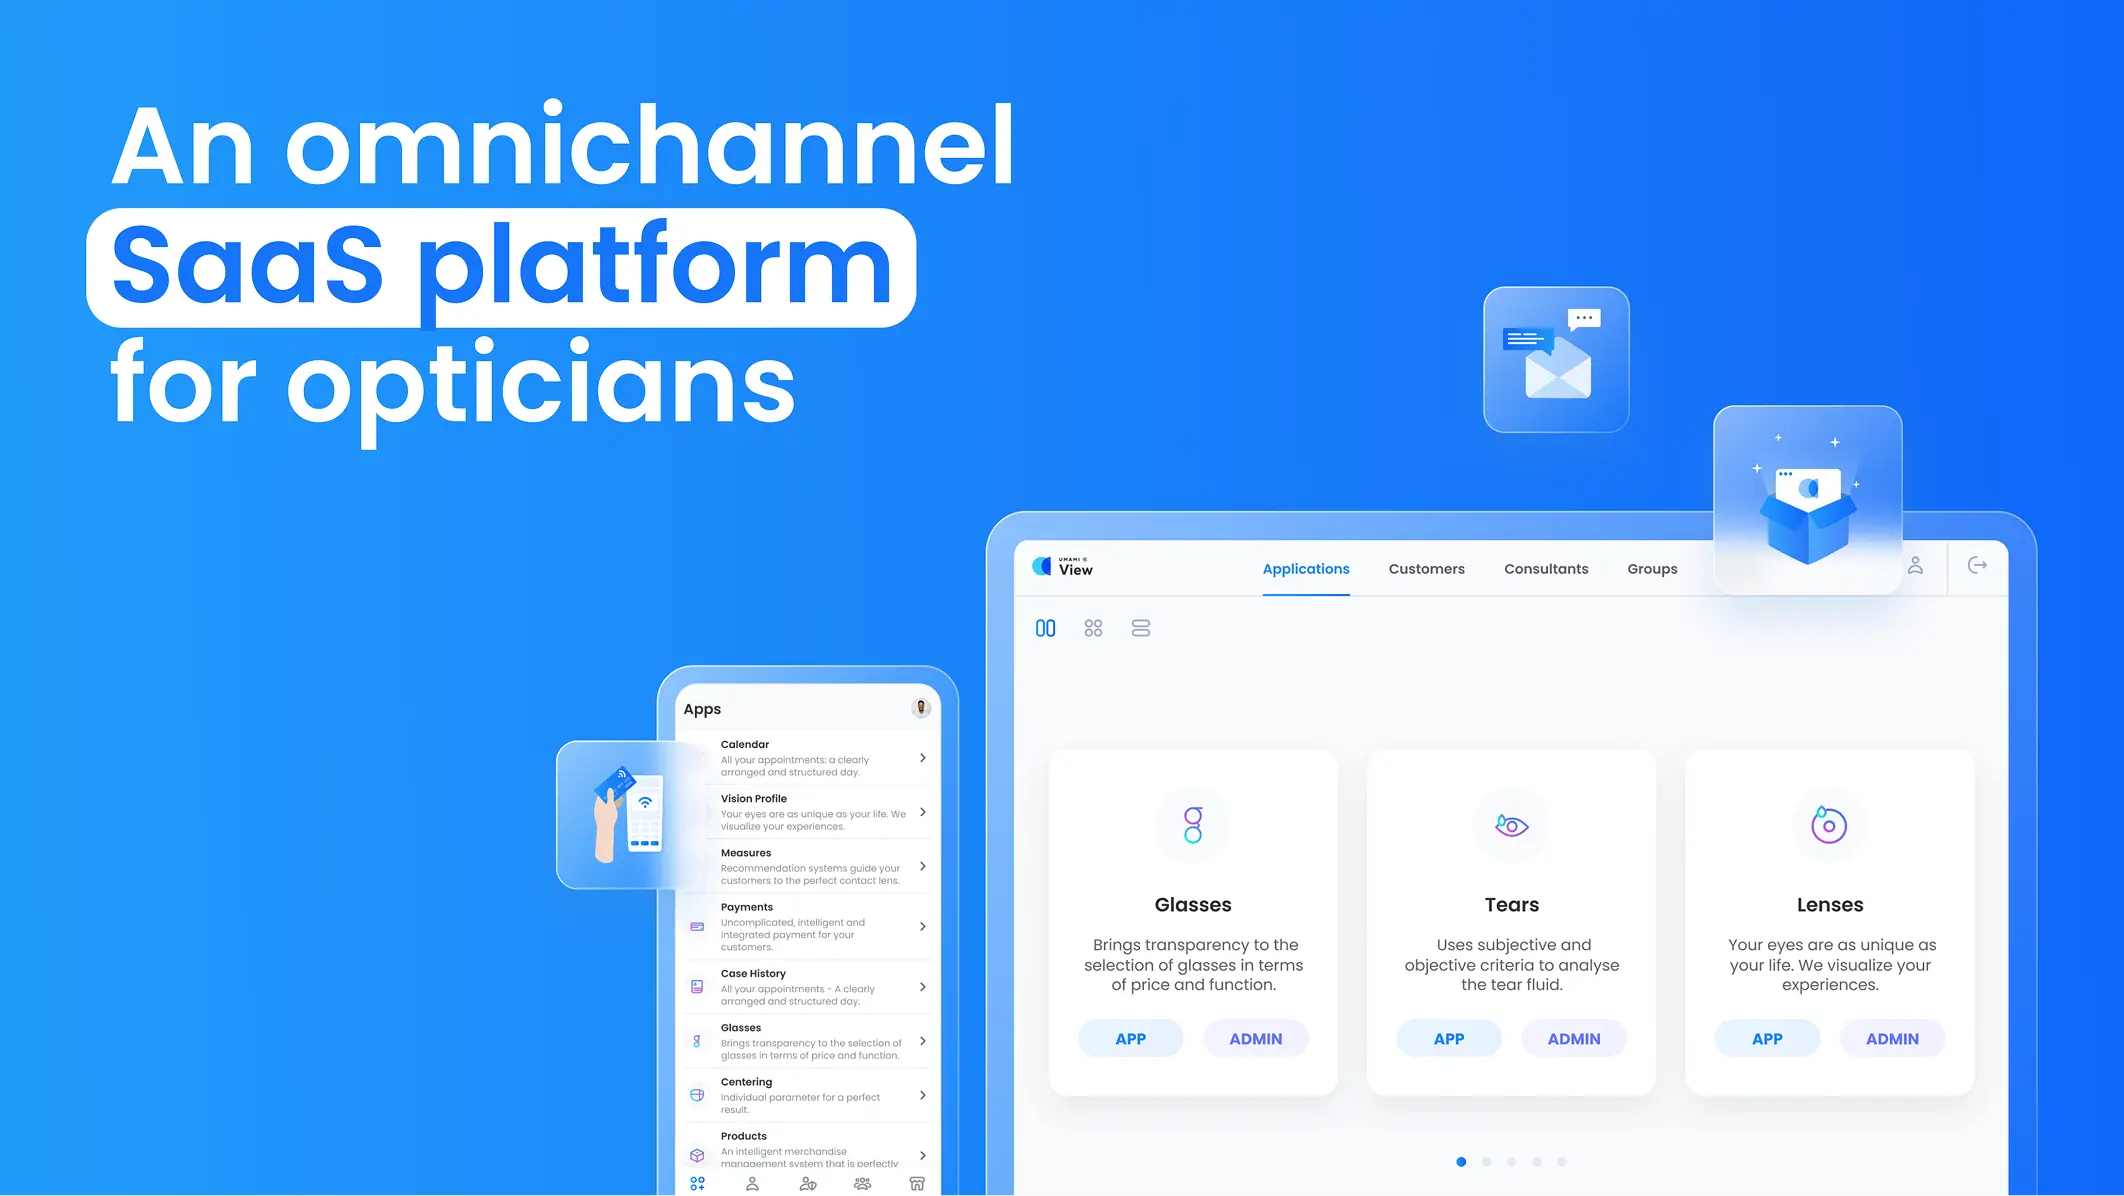 An omnichannel
SaaS platform
for opticians
UMAMI
View
Applications
Customers
Consultants
Groups
Apps
Calendar
All your appointments: a clearly
arranged and structured day.
Vision Profile
Your eyes are as unique as your life. We
visualize your experiences.
Measures
Recommendation systems guide your
customers to the perfect contact lens.
Payments
Uncomplicated, intelligent and
integrated payment for your
customers.
Case History
All your appointments - A clearly
arranged and structured day.
Glasses
Brings transparency to the selection of
glasses in terms of price and function.
Centering
Individual parameter for a perfect
result.
Products
An intelligent merchandise
management system that is perfectly
Glasses
Brings transparency to the
selection of glasses in terms
of price and function.
APP
ADMIN
Tears
Uses subjective and
objective criteria to analyse
the tear fluid.
APP
ADMIN
Lenses
Your eyes are as unique as
your life. We visualize your
experiences.
APP
ADMIN